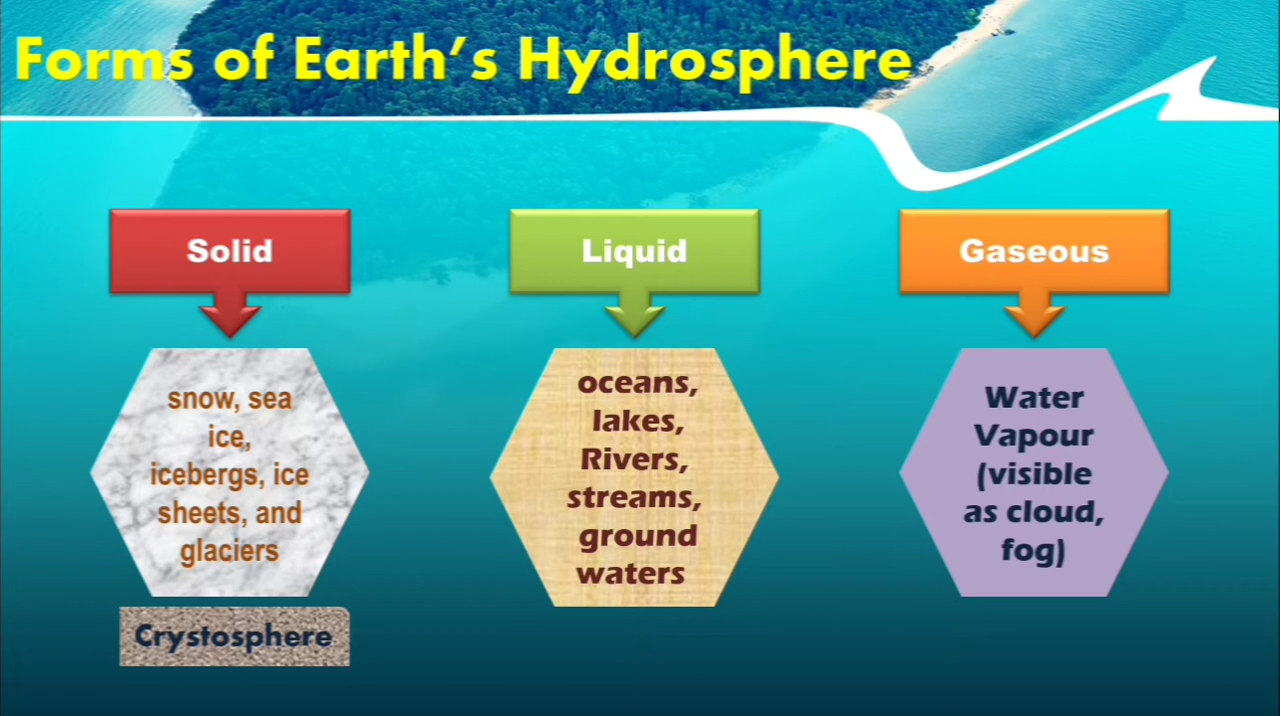 Forms of Earth's Hydrosphere
Solid
snow, sea
ice,
icebergs, ice
sheets, and
glaciers
Crystosphere
Liquid
oceans,
lakes,
Rivers,
streams,
ground
waters
Gaseous
Water
Vapour
(visible
as cloud,
fog)